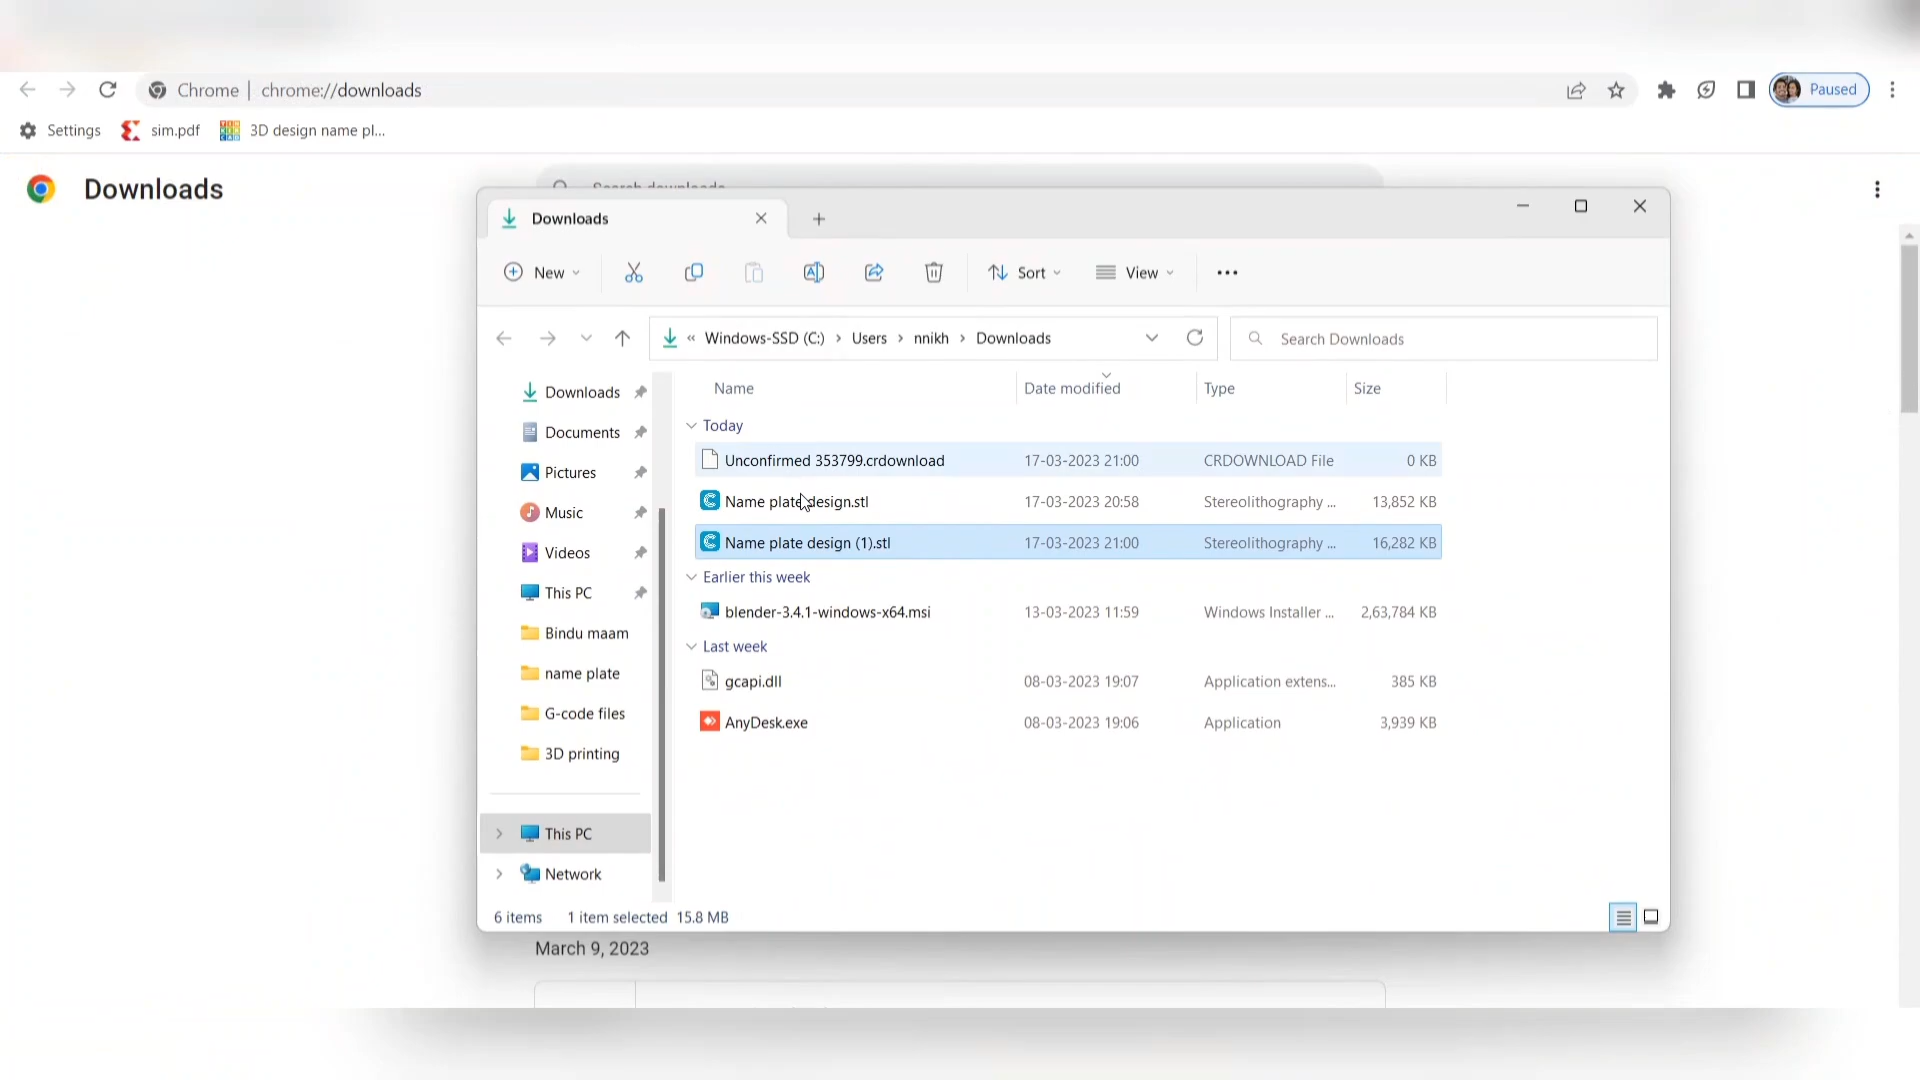 Chrome | chrome://downloads
Paused
Settings sim.pdf 3D design name pl...
Downloads
Search downloads
Downloads
New
Sort
View
« Windows-SSD (C:) > Users > nnikh > Downloads
Search Downloads
Name Date modified Type Size
Downloads
Documents
Pictures
Music
Videos
This PC
Bindu maam
name plate
G-code files
3D printing
This PC
Network
Today
Unconfirmed 353799.crdownload 17-03-2023 21:00 CRDOWNLOAD File 0 KB
Name plate design.stl 17-03-2023 20:58 Stereolithography ... 13,852 KB
Name plate design (1).stl 17-03-2023 21:00 Stereolithography ... 16,282 KB
Earlier this week
blender-3.4.1-windows-x64.msi 13-03-2023 11:59 Windows Installer ... 2,63,784 KB
Last week
gcapi.dll 08-03-2023 19:07 Application extens... 385 KB
AnyDesk.exe 08-03-2023 19:06 Application 3,939 KB
6 items 1 item selected 15.8 MB
March 9, 2023